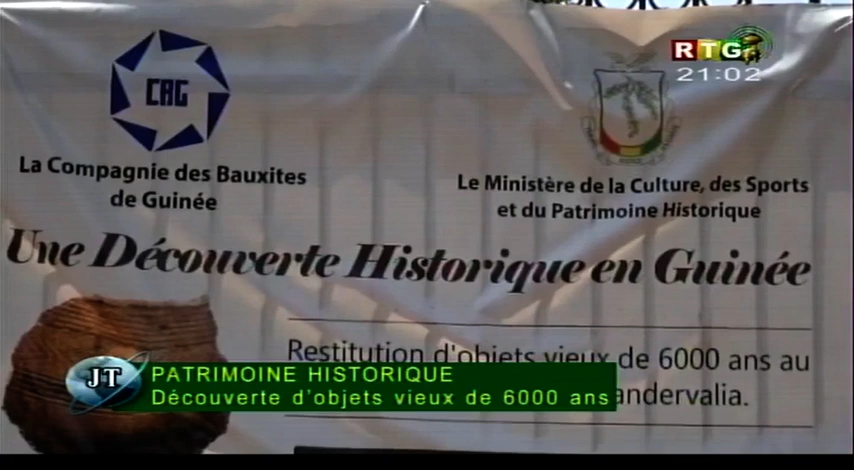 RTG
21:02
CBG
La Compagnie des Bauxites
de Guinée
Le Ministère de la Culture, des Sports
et du Patrimoine Historique
Une Découverte Historique en Guinée
Restitution d'objets vieux de 6000 ans au
andervalia.
JT
PATRIMOINE HISTORIQUE
Découverte d'objets vieux de 6000 ans